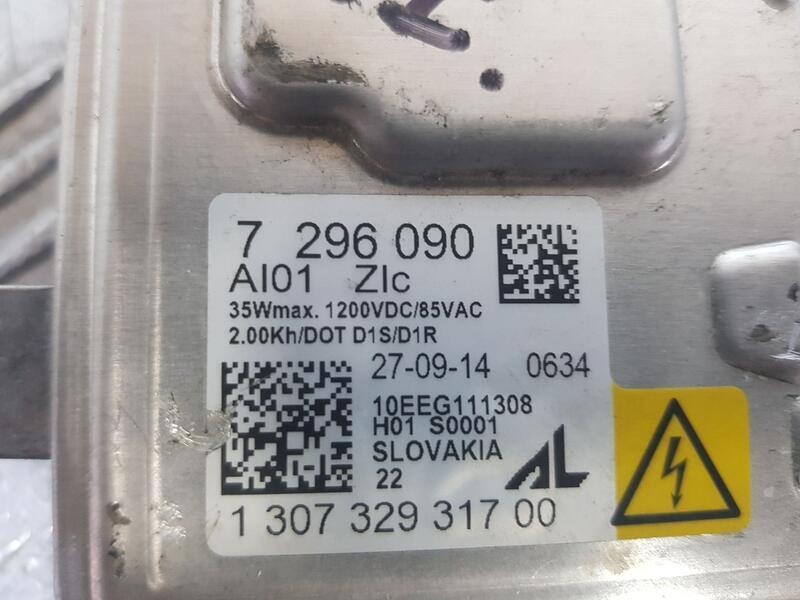 7 296 090
AI01 ZIc
35Wmax. 1200VDC/85VAC
2.00Kh/DOT D1S/D1R
27-09-14 0634
10EEG111308
H01 S0001
SLOVAKIA
22 AL
1 307 329 317 00